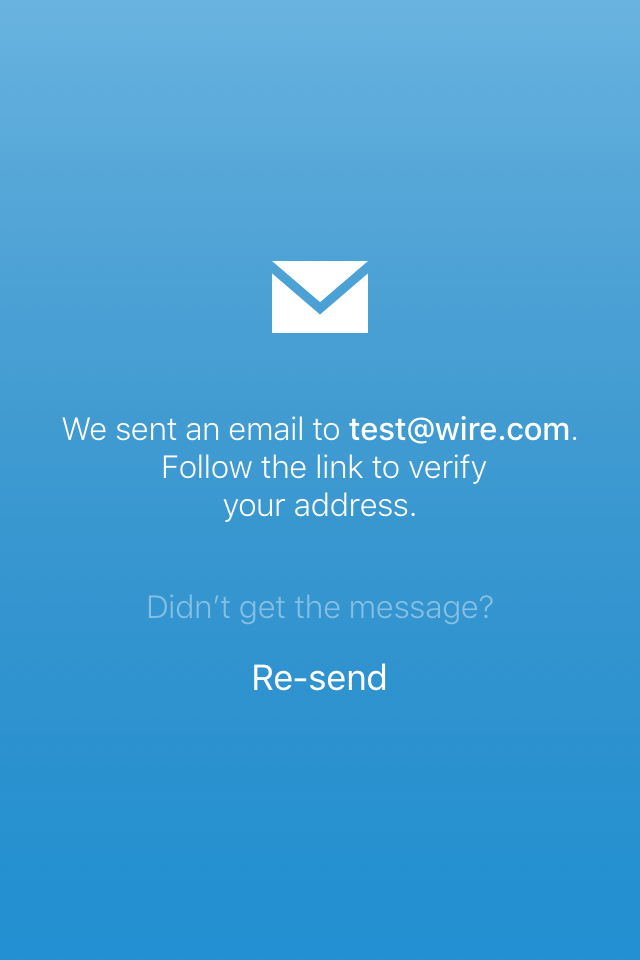 We sent an email to test@wire.com.
Follow the link to verify
your address.
Didn’t get the message?
Re-send